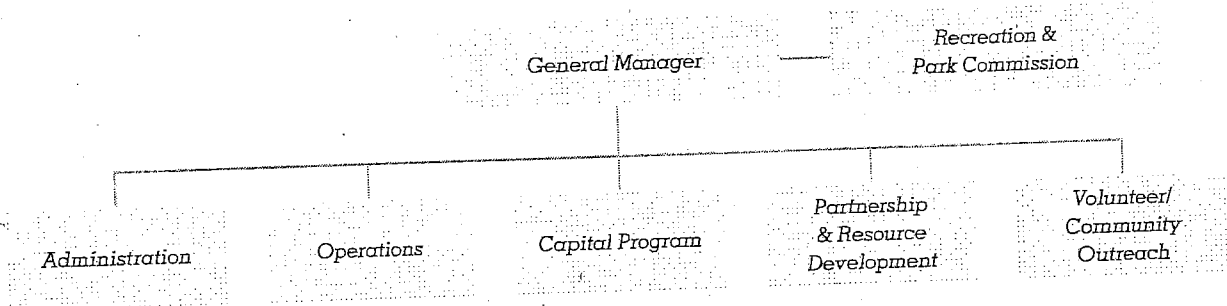 General Manager
Recreation &
Park Commission
Administration
Operations
Capital Program
Partnership
& Resource
Development
Volunteer/
Community
Outreach